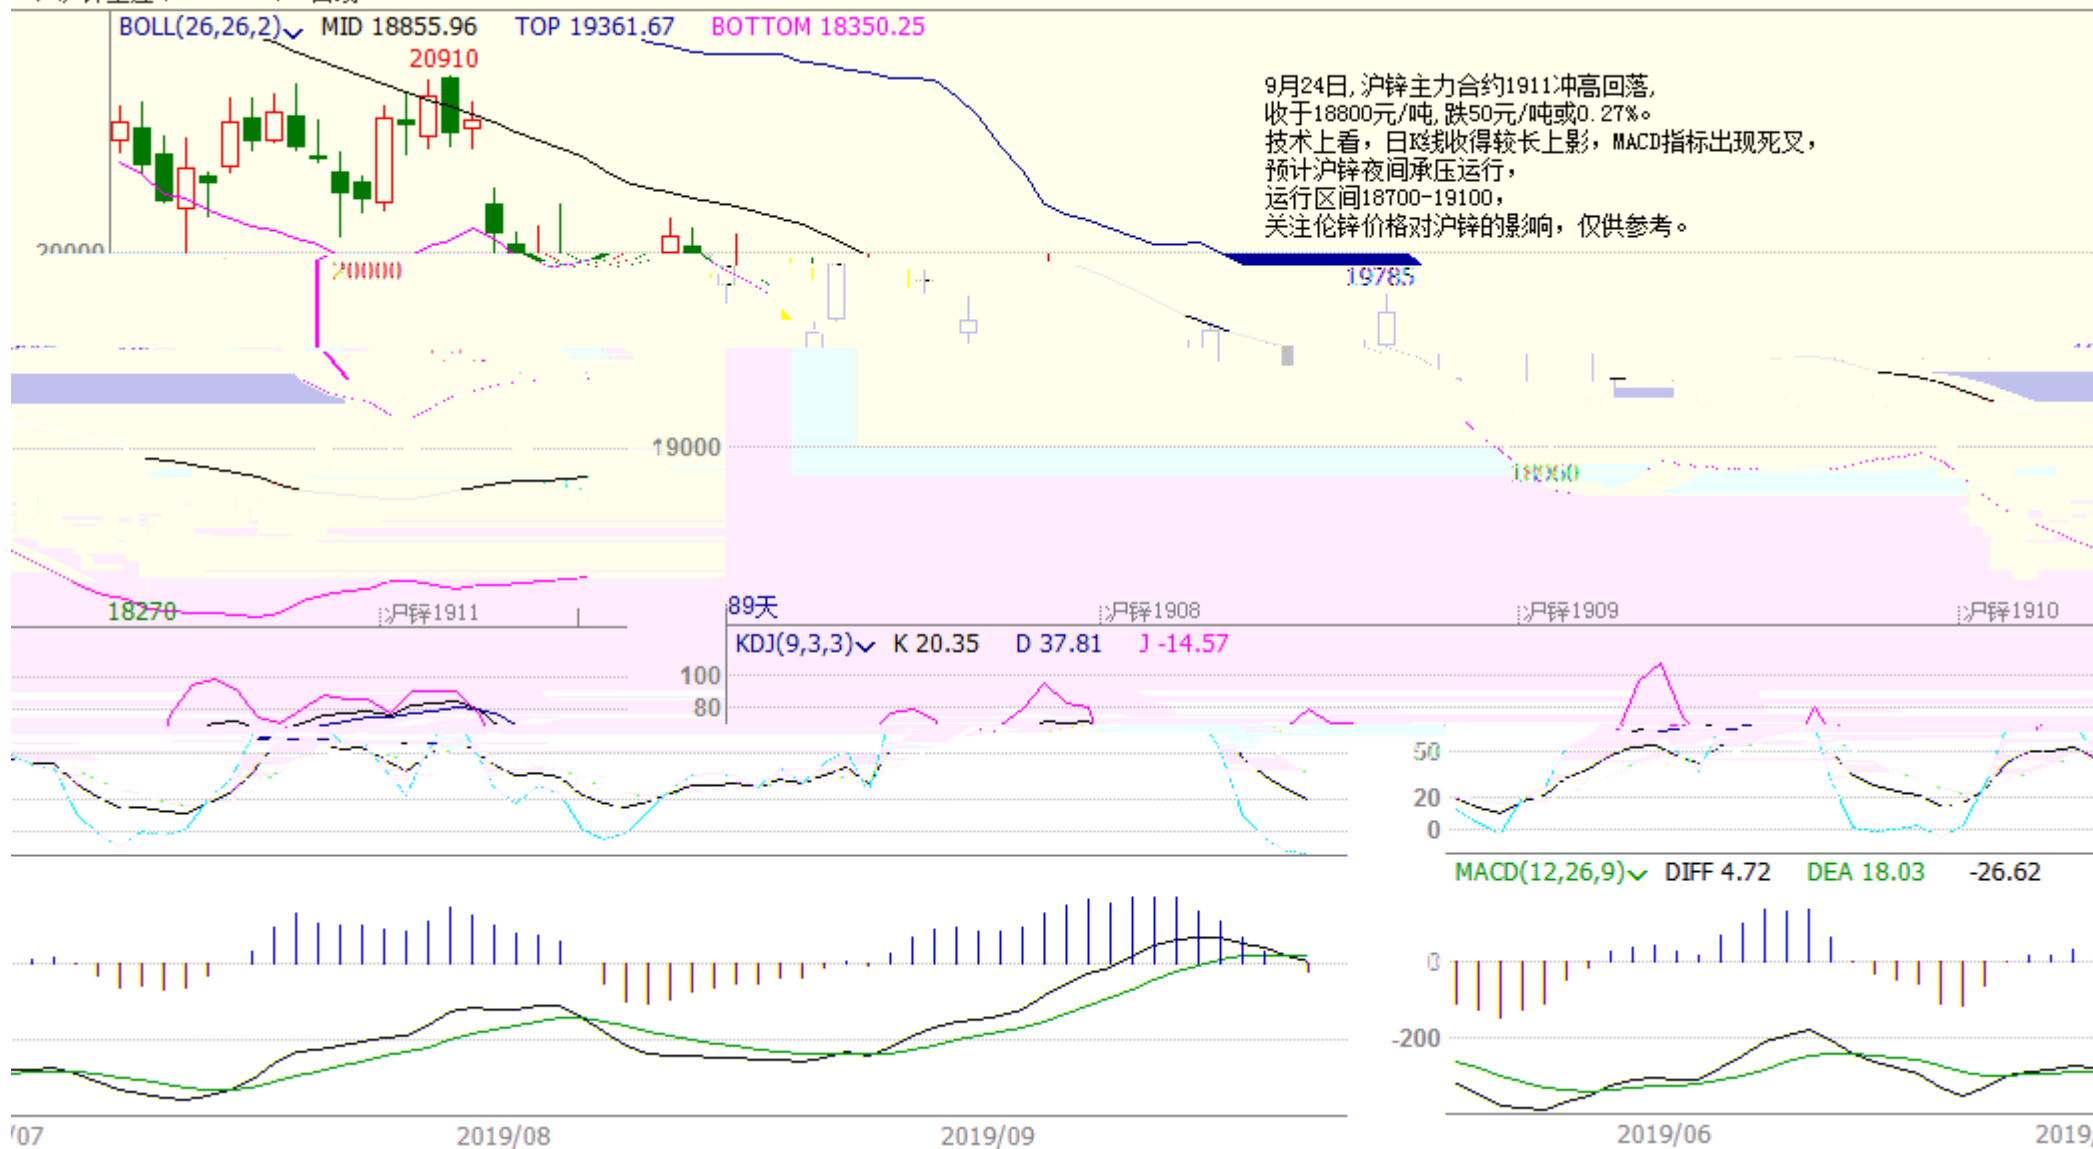 BOLL(26,26,2) MID 18855.96 TOP 19361.67 BOTTOM 18350.25
20910
9月24日,沪锌主力合约1911冲高回落,
收于18800元/吨,跌50元/吨或0.27%。
技术上看，日K线收得较长上影，MACD指标出现死叉，
预计沪锌夜间承压运行，
运行区间18700-19100，
关注伦锌价格对沪锌的影响，仅供参考。
20000
20000
19785
19000
18270
沪锌1911
89天
沪锌1908
沪锌1909
沪锌1910
KDJ(9,3,3) K 20.35 D 37.81 J -14.57
100
80
50
20
0
MACD(12,26,9) DIFF 4.72 DEA 18.03 -26.62
0
-200
/07
2019/08
2019/09
2019/06
2019